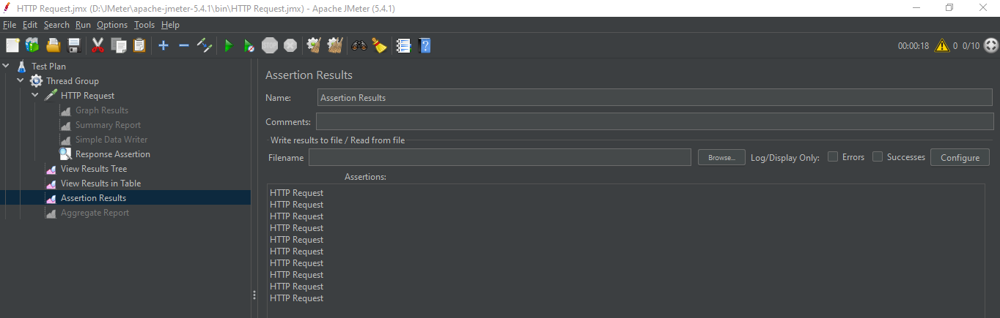 HTTP Request.jmx (D:\JMeter\apache-jmeter-5.4.1\bin\HTTP Request.jmx) - Apache JMeter (5.4.1)
File Edit Search Run Options Tools Help
STOP
00:00:18 0 0/10
Test Plan
Thread Group
HTTP Request
Graph Results
Summary Report
Simple Data Writer
Response Assertion
View Results Tree
View Results in Table
Assertion Results
Aggregate Report
Assertion Results
Name: Assertion Results
Comments:
Write results to file / Read from file
Filename Browse... Log/Display Only: Errors Successes Configure
Assertions:
HTTP Request
HTTP Request
HTTP Request
HTTP Request
HTTP Request
HTTP Request
HTTP Request
HTTP Request
HTTP Request
HTTP Request